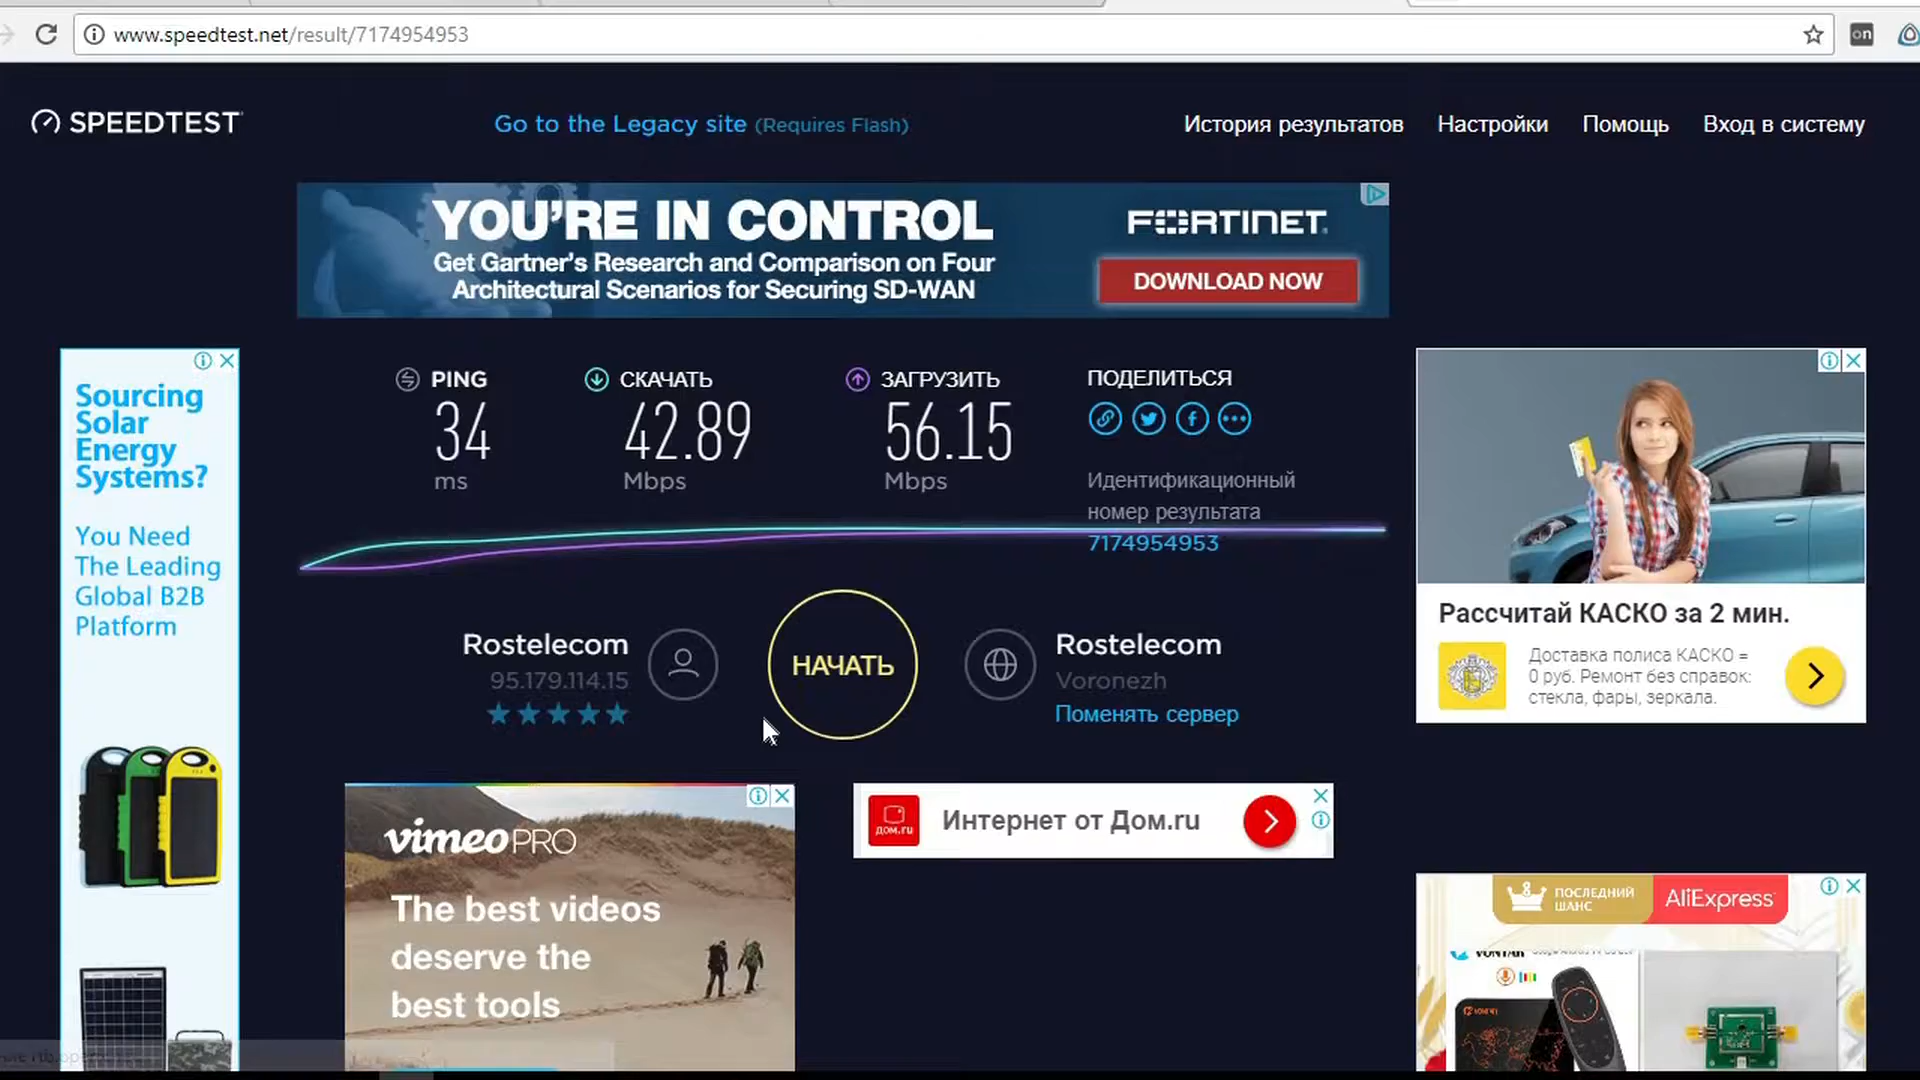 www.speedtest.net/result/7174954953
on
SPEEDTEST
Go to the Legacy site (Requires Flash)
История результатов
Настройки
Помощь
Вход в систему
YOU'RE IN CONTROL
Get Gartner's Research and Comparison on Four
Architectural Scenarios for Securing SD-WAN
FORTINET
DOWNLOAD NOW
Sourcing
Solar
Energy
Systems?
You Need
The Leading
Global B2B
Platform
PING
34
ms
СКАЧАТЬ
42.89
Mbps
ЗАГРУЗИТЬ
56.15
Mbps
ПОДЕЛИТЬСЯ
Идентификационный
номер результата
7174954953
Rostelecom
95.179.114.15
НАЧАТЬ
Rostelecom
Voronezh
Поменять сервер
Рассчитай КАСКО за 2 мин.
Доставка полиса КАСКО =
0 руб. Ремонт без справок:
стекла, фары, зеркала.
vimeo PRO
The best videos
deserve the
best tools
дом.ru
Интернет от Дом.ru
ПОСЛЕДНИЙ
ШАНС
AliExpress
VONTAR